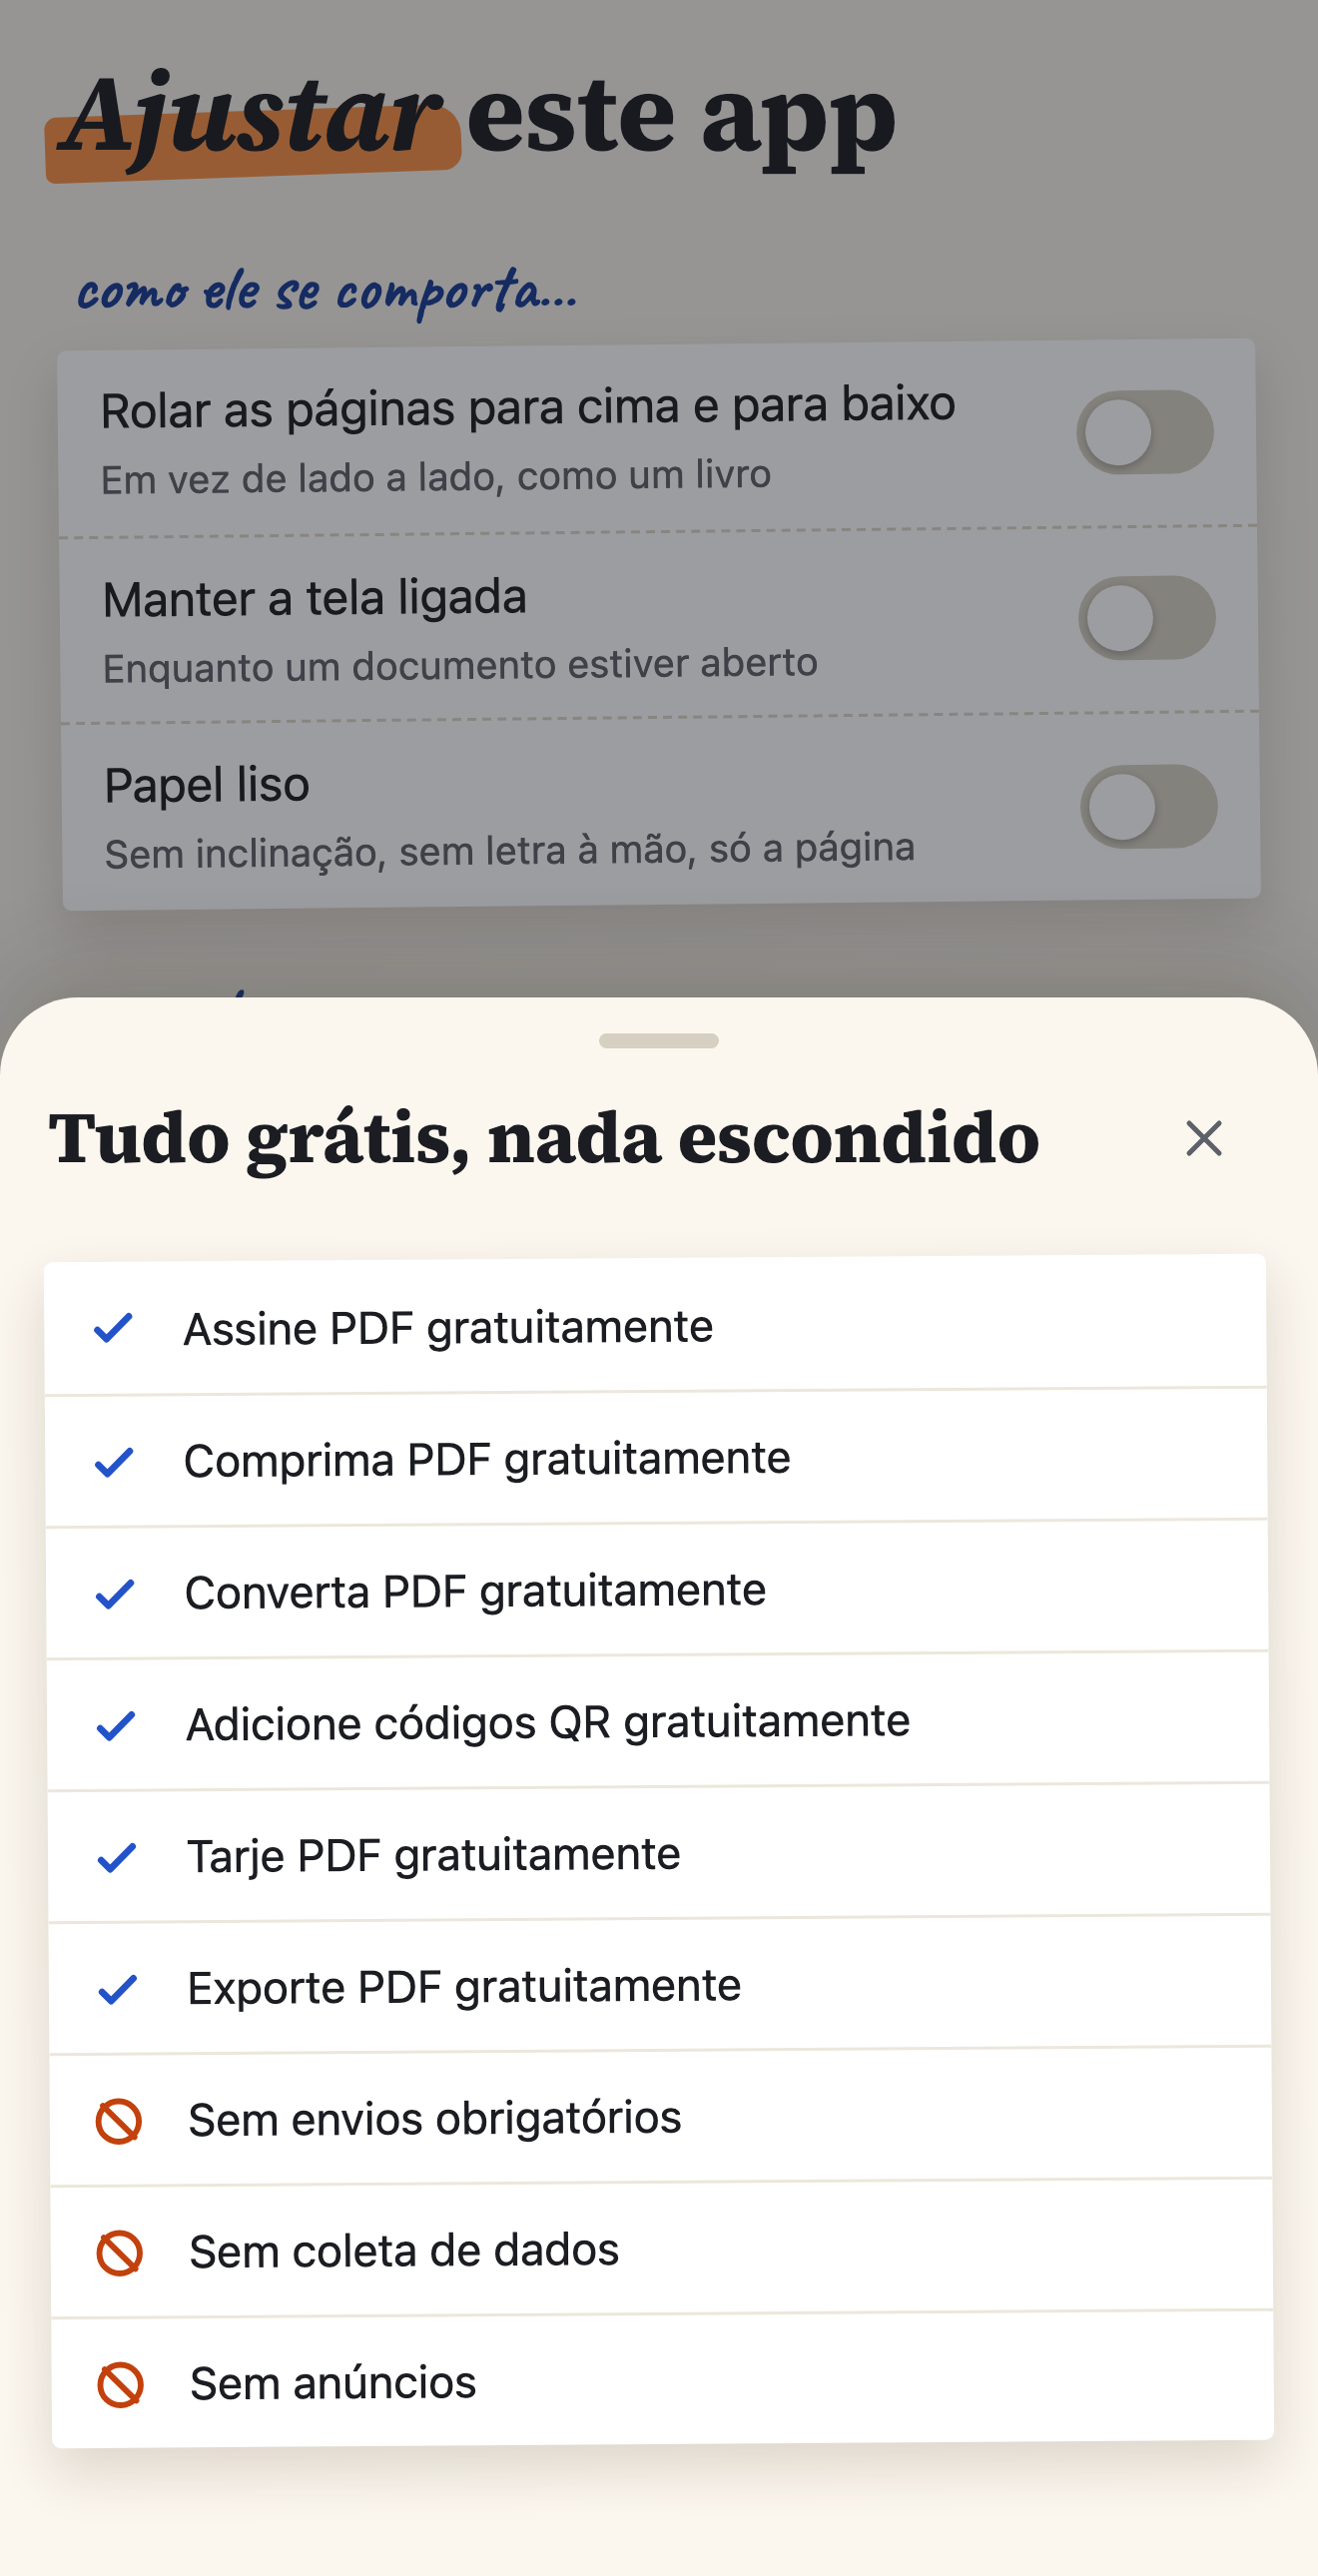 Ajustar este app
como ele se comporta...
Rolar as páginas para cima e para baixo
Em vez de lado a lado, como um livro
Manter a tela ligada
Enquanto um documento estiver aberto
Papel liso
Sem inclinação, sem letra à mão, só a página
Tudo grátis, nada escondido
Assine PDF gratuitamente
Comprima PDF gratuitamente
Converta PDF gratuitamente
Adicione códigos QR gratuitamente
Tarje PDF gratuitamente
Exporte PDF gratuitamente
Sem envios obrigatórios
Sem coleta de dados
Sem anúncios